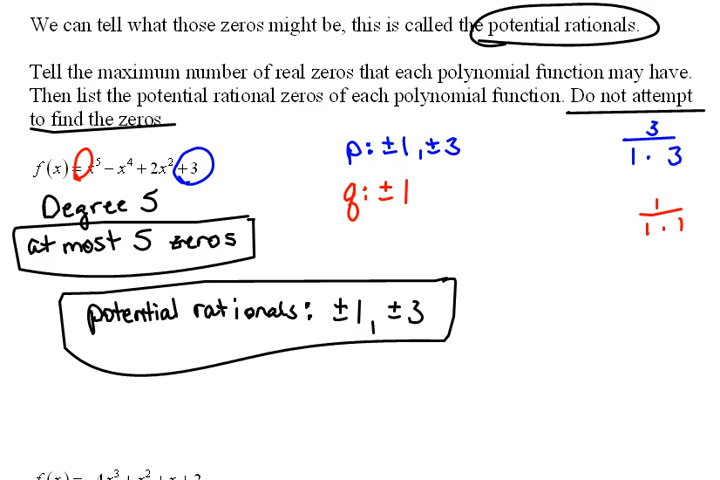 We can tell what those zeros might be, this is called the potential rationals.
Tell the maximum number of real zeros that each polynomial function may have.
Then list the potential rational zeros of each polynomial function. Do not attempt
to find the zeros.
f(x) = x⁵ − x⁴ + 2x² + 3
Degree 5
at most 5 zeros
p: ±1, ±3
q: ±1
3
1 · 3
1
1 · 1
potential rationals: ±1, ±3